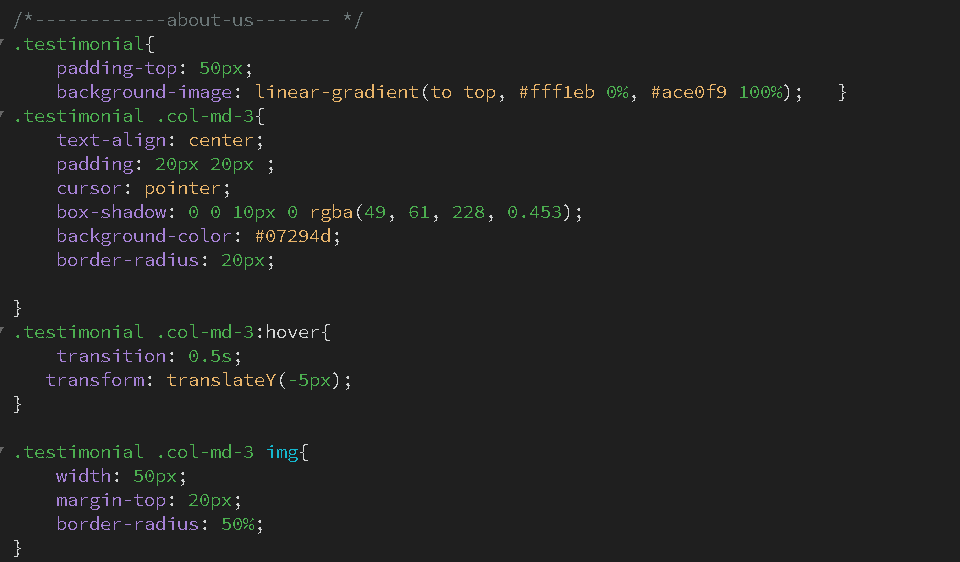 /*------------about-us------- */
.testimonial{
    padding-top: 50px;
    background-image: linear-gradient(to top, #fff1eb 0%, #ace0f9 100%);   }
.testimonial .col-md-3{
    text-align: center;
    padding: 20px 20px ;
    cursor: pointer;
    box-shadow: 0 0 10px 0 rgba(49, 61, 228, 0.453);
    background-color: #07294d;
    border-radius: 20px;

}
.testimonial .col-md-3:hover{
    transition: 0.5s;
   transform: translateY(-5px);
}

.testimonial .col-md-3 img{
    width: 50px;
    margin-top: 20px;
    border-radius: 50%;
}